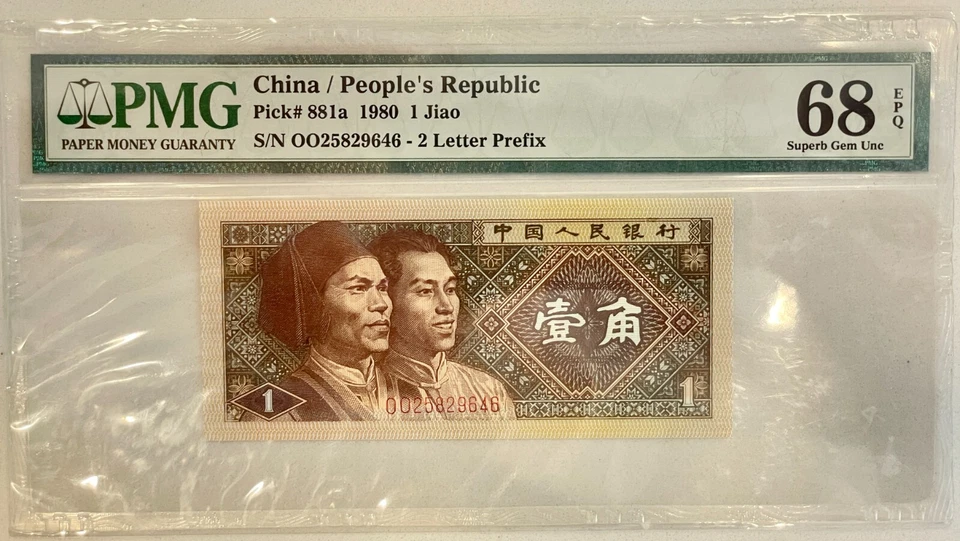 PMG
PAPER MONEY GUARANTY
China / People's Republic
Pick# 881a 1980 1 Jiao
S/N OO25829646 - 2 Letter Prefix
68
EPQ
Superb Gem Unc
中国人民银行
壹角
1
OO25829646
1